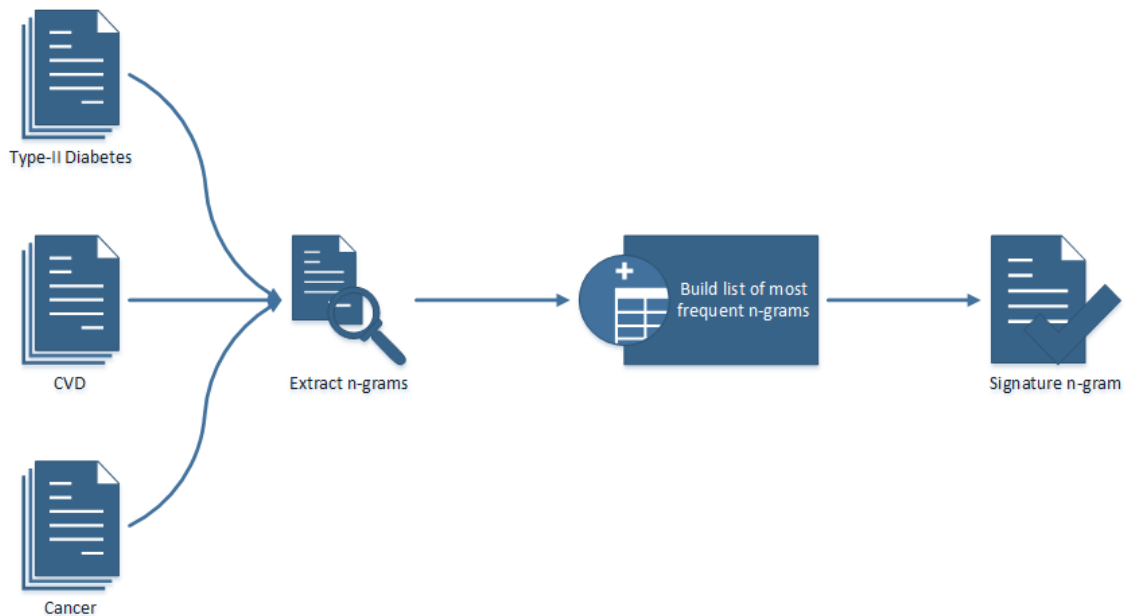 Type-II Diabetes
CVD
Extract n-grams
Build list of most
frequent n-grams
Signature n-gram
Cancer